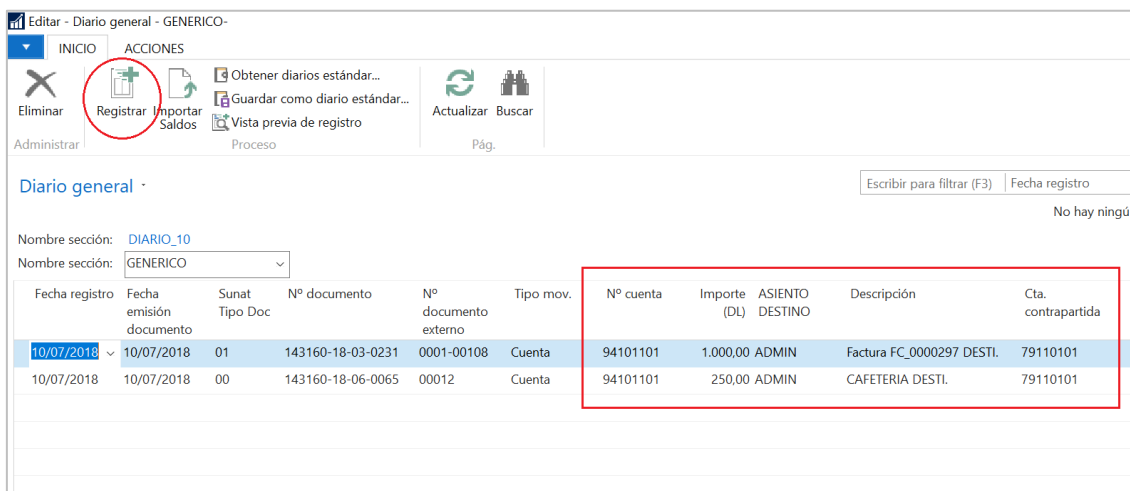 Editar - Diario general - GENERICO-
INICIO ACCIONES
Eliminar
Registrar
Importar Saldos
Obtener diarios estándar...
Guardar como diario estándar...
Vista previa de registro
Actualizar Buscar
Administrar Proceso Pág.
Diario general
Escribir para filtrar (F3) Fecha registro
No hay ningú
Nombre sección: DIARIO_10
Nombre sección: GENERICO
Fecha registro Fecha emisión documento Sunat Tipo Doc Nº documento Nº documento externo Tipo mov. Nº cuenta Importe (DL) ASIENTO DESTINO Descripción Cta. contrapartida
10/07/2018 10/07/2018 01 143160-18-03-0231 0001-00108 Cuenta 94101101 1.000,00 ADMIN Factura FC_0000297 DESTI. 79110101
10/07/2018 10/07/2018 00 143160-18-06-0065 00012 Cuenta 94101101 250,00 ADMIN CAFETERIA DESTI. 79110101